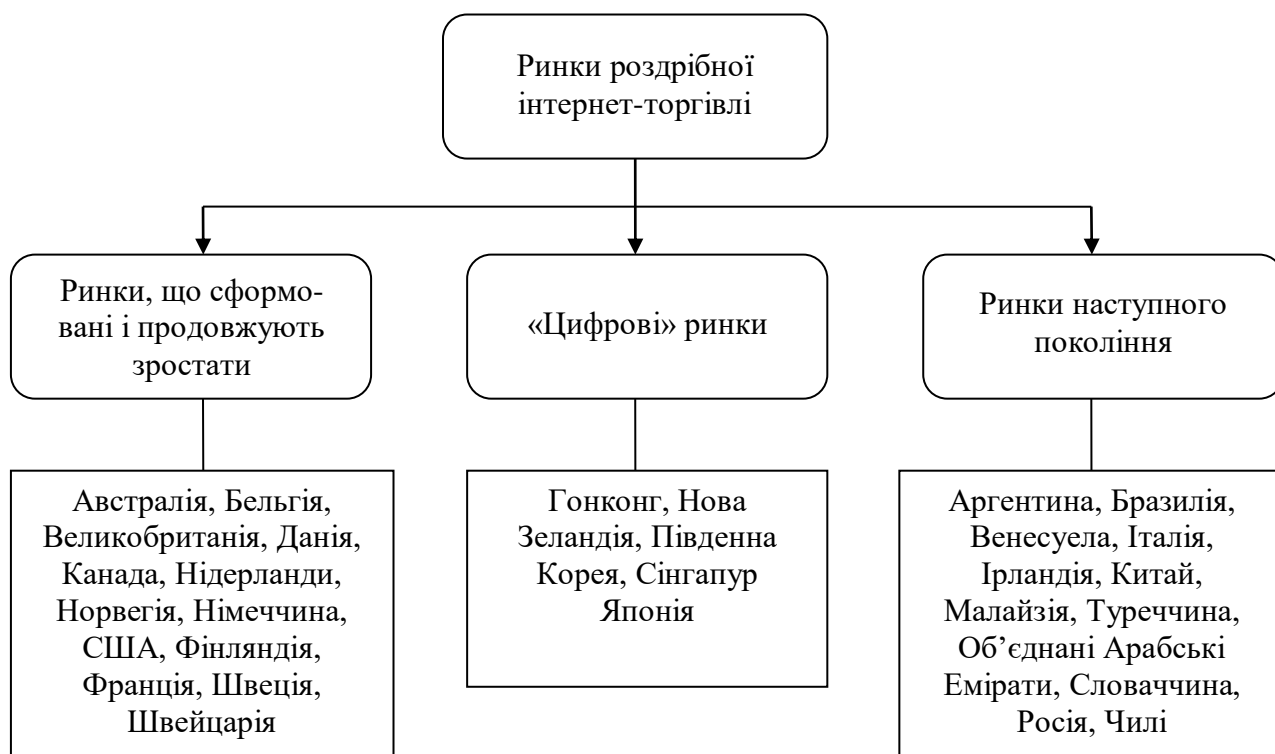 Ринки роздрібної
інтернет-торгівлі
Ринки, що сформо-
вані і продовжують
зростати
«Цифрові» ринки
Ринки наступного
покоління
Австралія, Бельгія,
Великобританія, Данія,
Канада, Нідерланди,
Норвегія, Німеччина,
США, Фінляндія,
Франція, Швеція,
Швейцарія
Гонконг, Нова
Зеландія, Південна
Корея, Сінгапур
Японія
Аргентина, Бразилія,
Венесуела, Італія,
Ірландія, Китай,
Малайзія, Туреччина,
Об’єднані Арабські
Емірати, Словаччина,
Росія, Чилі